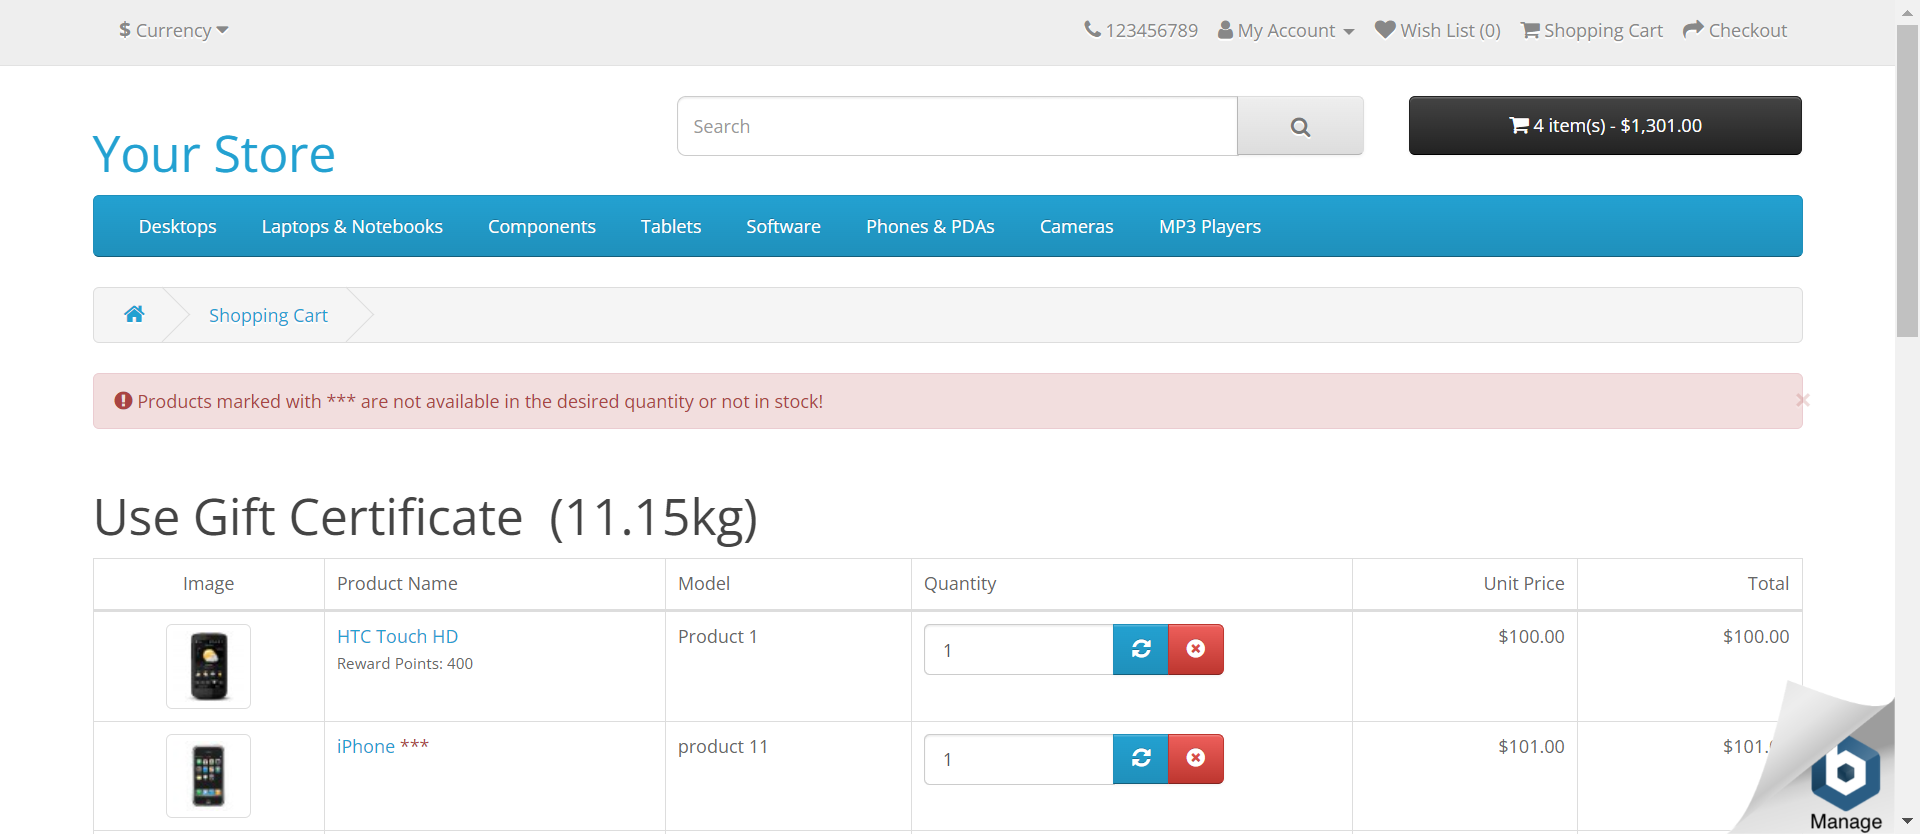 $ Currency
123456789 My Account Wish List (0) Shopping Cart Checkout
Your Store
Search
4 item(s) - $1,301.00
Desktops Laptops & Notebooks Components Tablets Software Phones & PDAs Cameras MP3 Players
Shopping Cart
Products marked with *** are not available in the desired quantity or not in stock!
×
Use Gift Certificate (11.15kg)
Image Product Name Model Quantity Unit Price Total
HTC Touch HD Product 1 1 $100.00 $100.00
Reward Points: 400
iPhone *** product 11 1 $101.00 $101.
Manage